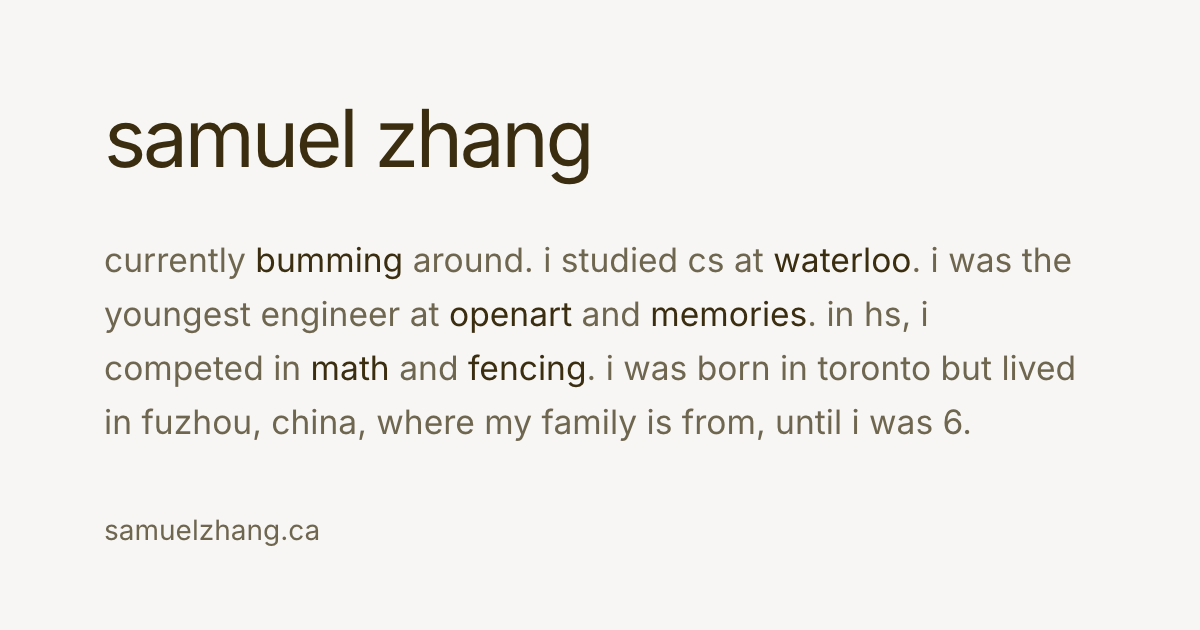 samuel zhang
currently bumming around. i studied cs at waterloo. i was the
youngest engineer at openart and memories. in hs, i
competed in math and fencing. i was born in toronto but lived
in fuzhou, china, where my family is from, until i was 6.
samuelzhang.ca